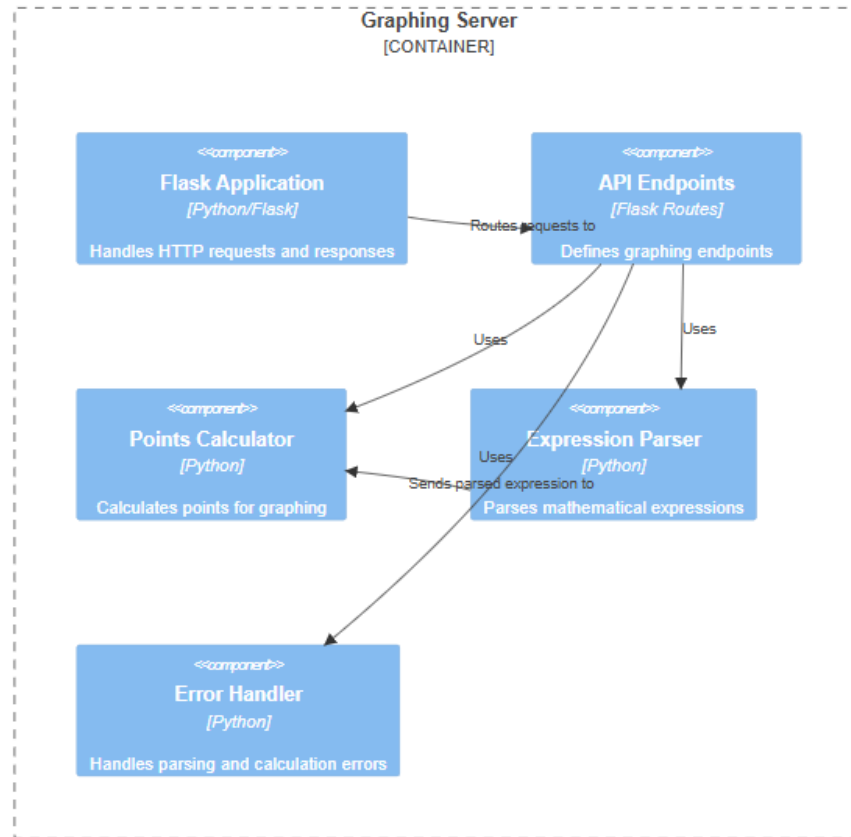 Graphing Server
[CONTAINER]
<<component>>
Flask Application
[Python/Flask]
Handles HTTP requests and responses
Routes requests to
<<component>>
API Endpoints
[Flask Routes]
Defines graphing endpoints
Uses
Uses
<<component>>
Points Calculator
[Python]
Calculates points for graphing
Uses
Sends parsed expression to
<<component>>
Expression Parser
[Python]
Parses mathematical expressions
<<component>>
Error Handler
[Python]
Handles parsing and calculation errors